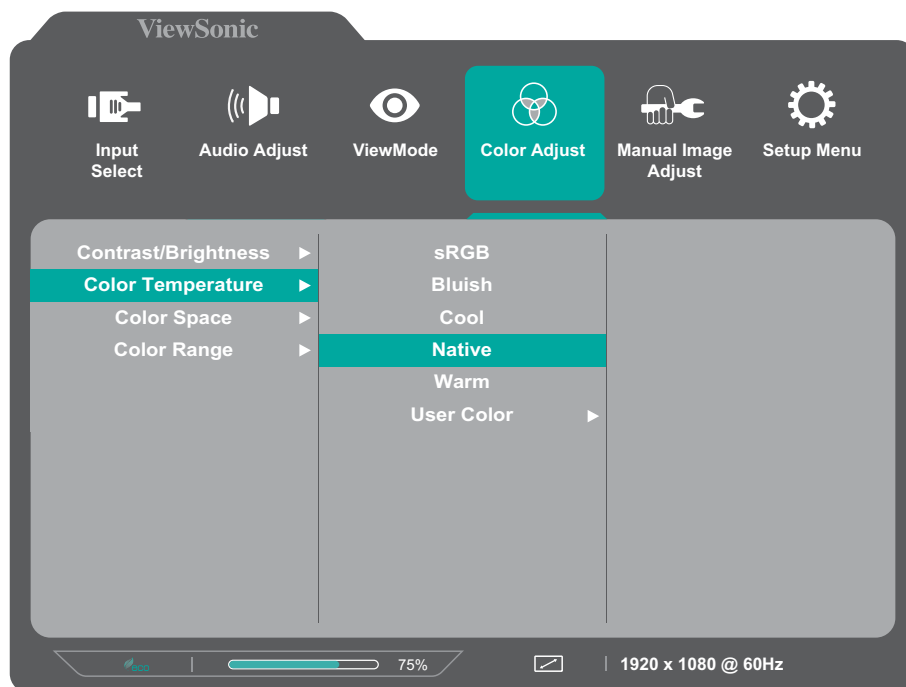 ViewSonic
Input Select
Audio Adjust
ViewMode
Color Adjust
Manual Image Adjust
Setup Menu
Contrast/Brightness
Color Temperature
Color Space
Color Range
sRGB
Bluish
Cool
Native
Warm
User Color
eco
75%
1920 x 1080 @ 60Hz